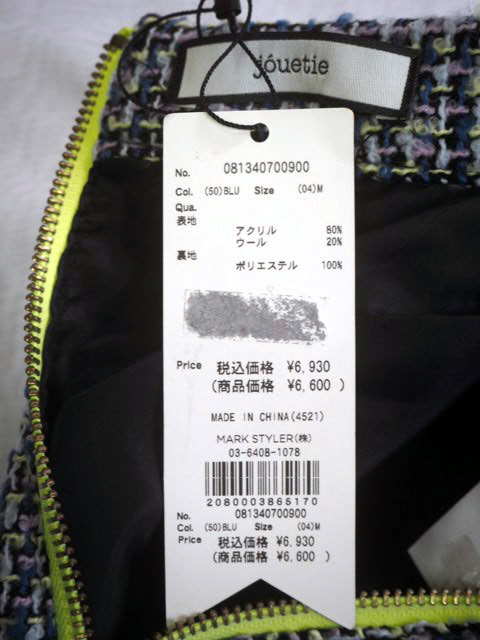 jóuetie
No. 081340700900
Col. (50)BLU Size (04)M
Qua.
表地
アクリル 80%
ウール 20%
裏地
ポリエステル 100%
Price 税込価格 ¥6,930
(商品価格 ¥6,600 )
MADE IN CHINA(4521)
MARK STYLER(株)
03-6408-1078
2080003865170
No. 081340700900
Col. (50)BLU Size (04)M
Price 税込価格 ¥6,930
(商品価格 ¥6,600 )